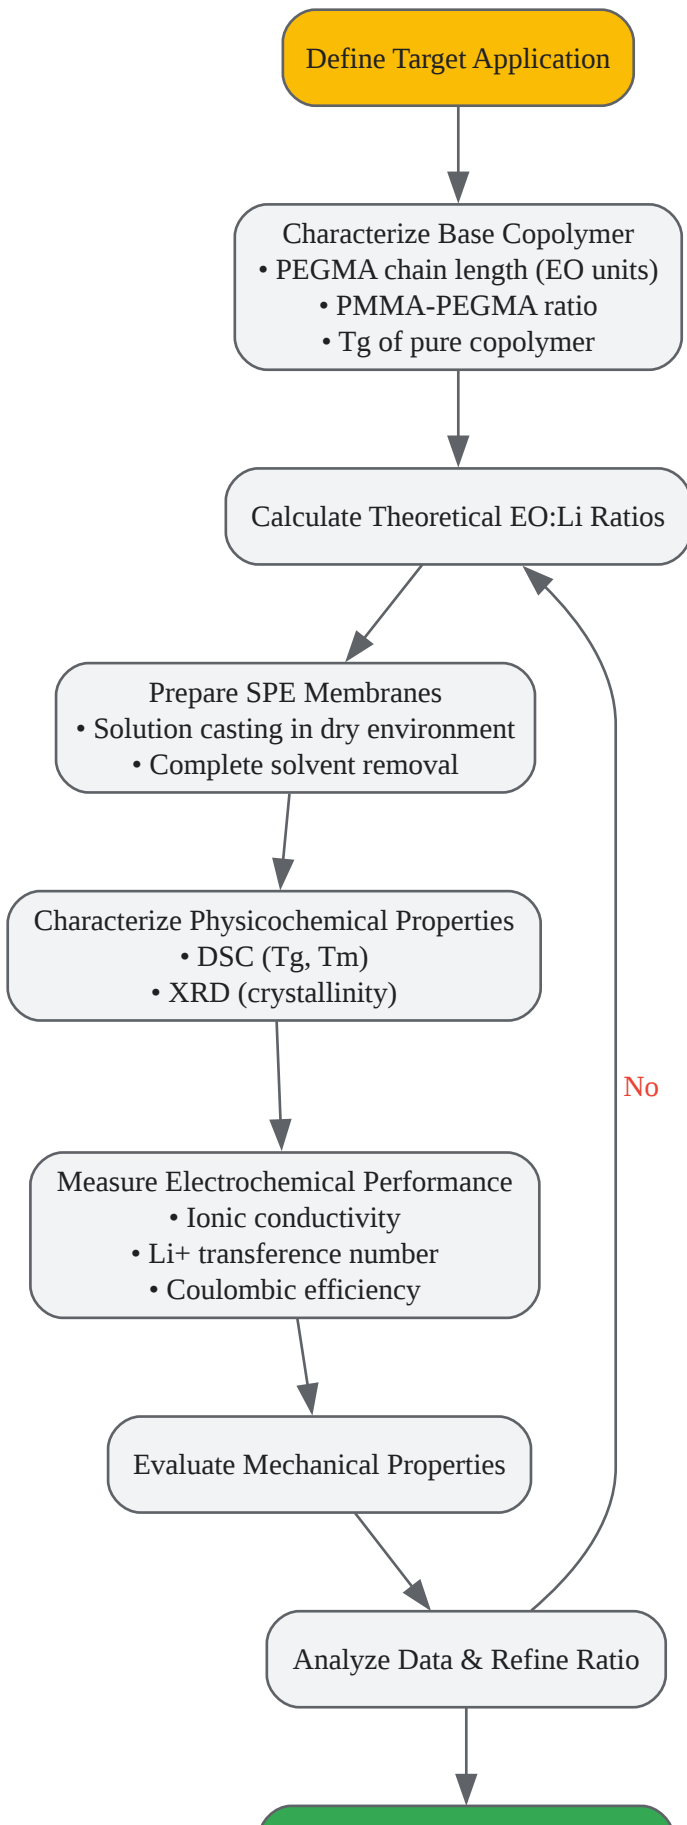 Define Target Application
Characterize Base Copolymer
• PEGMA chain length (EO units)
• PMMA-PEGMA ratio
• Tg of pure copolymer
Calculate Theoretical EO:Li Ratios
Prepare SPE Membranes
• Solution casting in dry environment
• Complete solvent removal
Characterize Physicochemical Properties
• DSC (Tg, Tm)
• XRD (crystallinity)
No
Measure Electrochemical Performance
• Ionic conductivity
• Li+ transference number
• Coulombic efficiency
Evaluate Mechanical Properties
Analyze Data & Refine Ratio